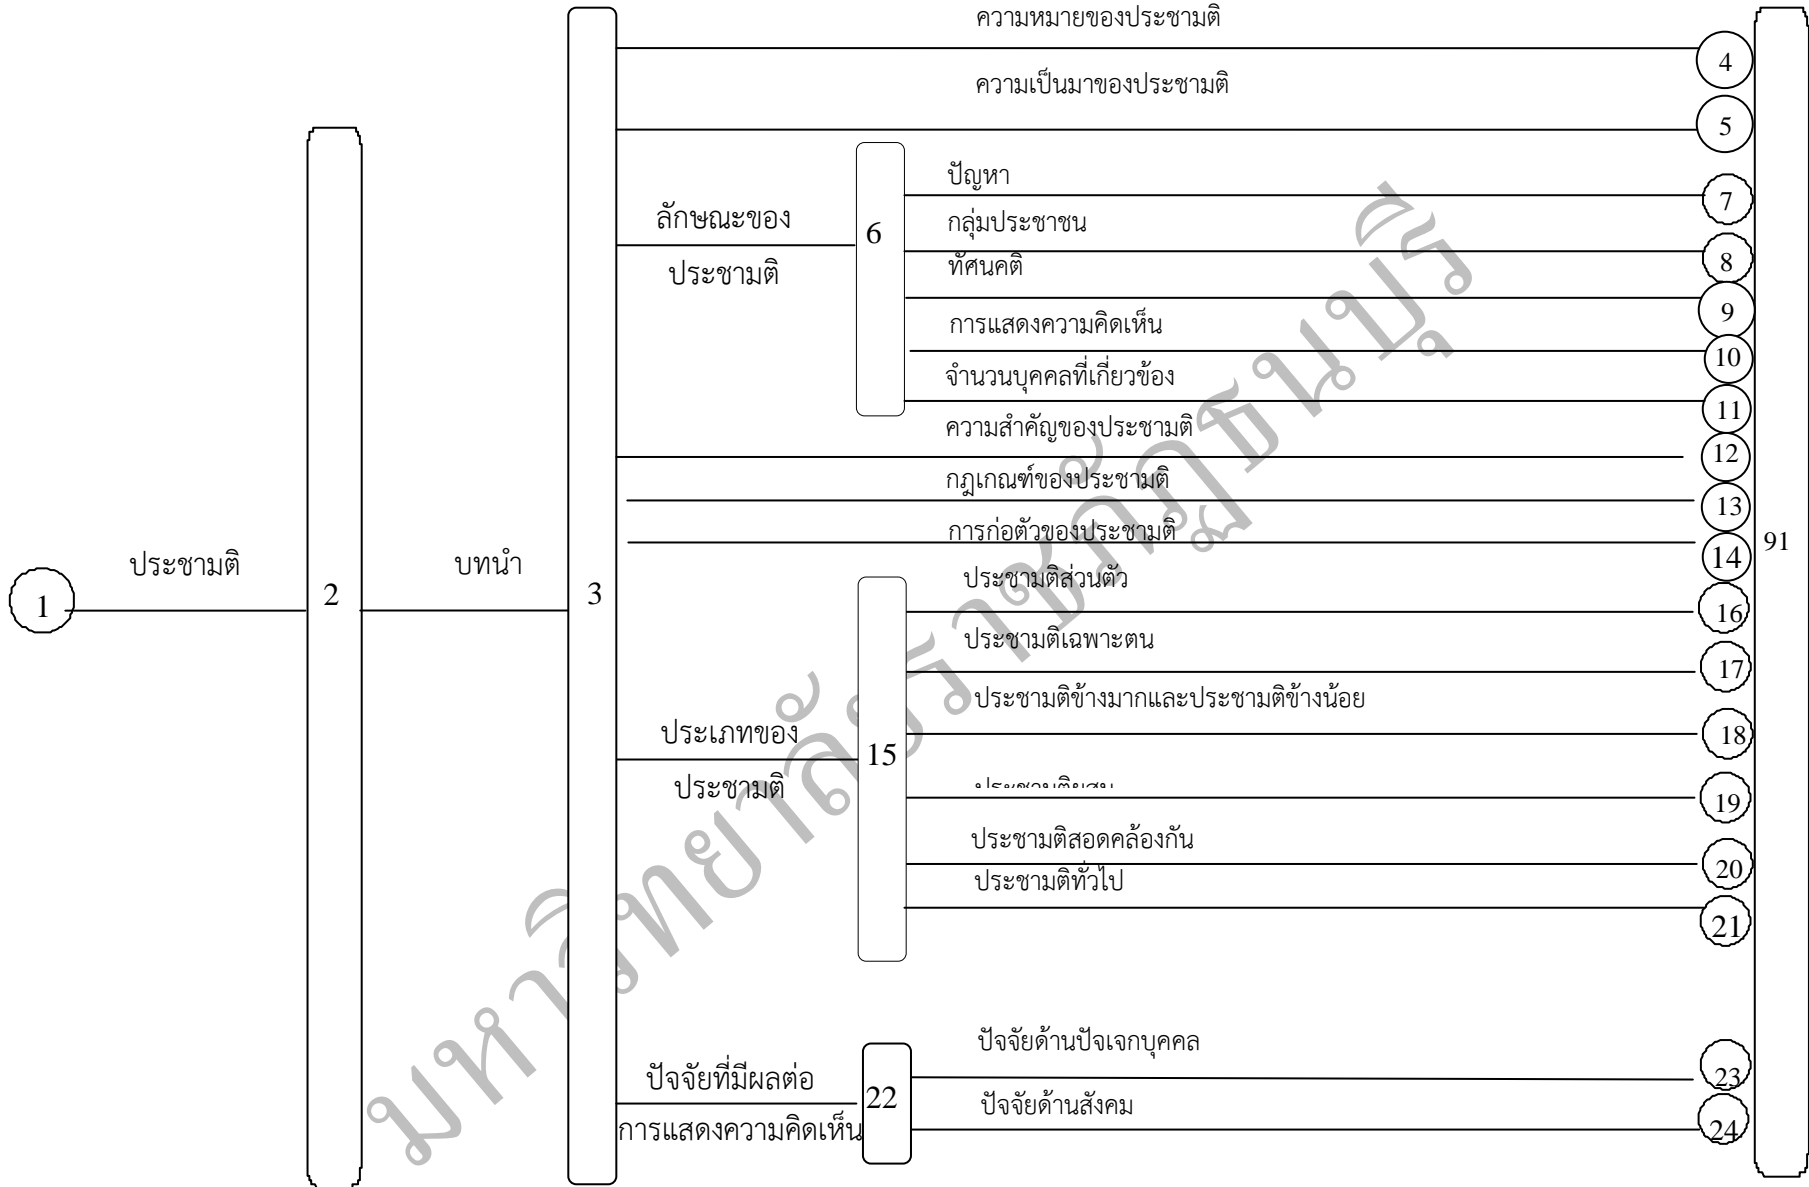 ความหมายของประชามติ
4
ความเป็นมาของประชามติ
5
ลักษณะของ
ประชามติ
6
ปัญหา
7
กลุ่มประชาชน
8
ทัศนคติ
9
การแสดงความคิดเห็น
10
จำนวนบุคคลที่เกี่ยวข้อง
11
ความสำคัญของประชามติ
12
กฎเกณฑ์ของประชามติ
13
การก่อตัวของประชามติ
14
1
ประชามติ
2
บทนำ
3
91
ประเภทของ
ประชามติ
15
ประชามติส่วนตัว
16
ประชามติเฉพาะตน
17
ประชามติข้างมากและประชามติข้างน้อย
18
ประชามติผสม
19
ประชามติสอดคล้องกัน
20
ประชามติทั่วไป
21
ปัจจัยที่มีผลต่อ
การแสดงความคิดเห็น
22
ปัจจัยด้านปัจเจกบุคคล
23
ปัจจัยด้านสังคม
24
มหาวิทยาลัยราชภัฏธนบุรี